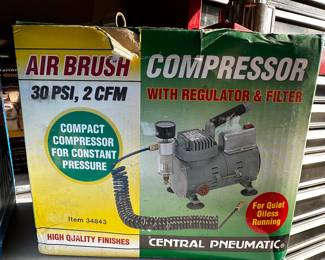 AIR BRUSH COMPRESSOR
30 PSI, 2 CFM
WITH REGULATOR & FILTER
COMPACT
COMPRESSOR
FOR CONSTANT
PRESSURE
For Quiet
Oiless
Running
Item 34843
HIGH QUALITY FINISHES
CENTRAL PNEUMATIC®